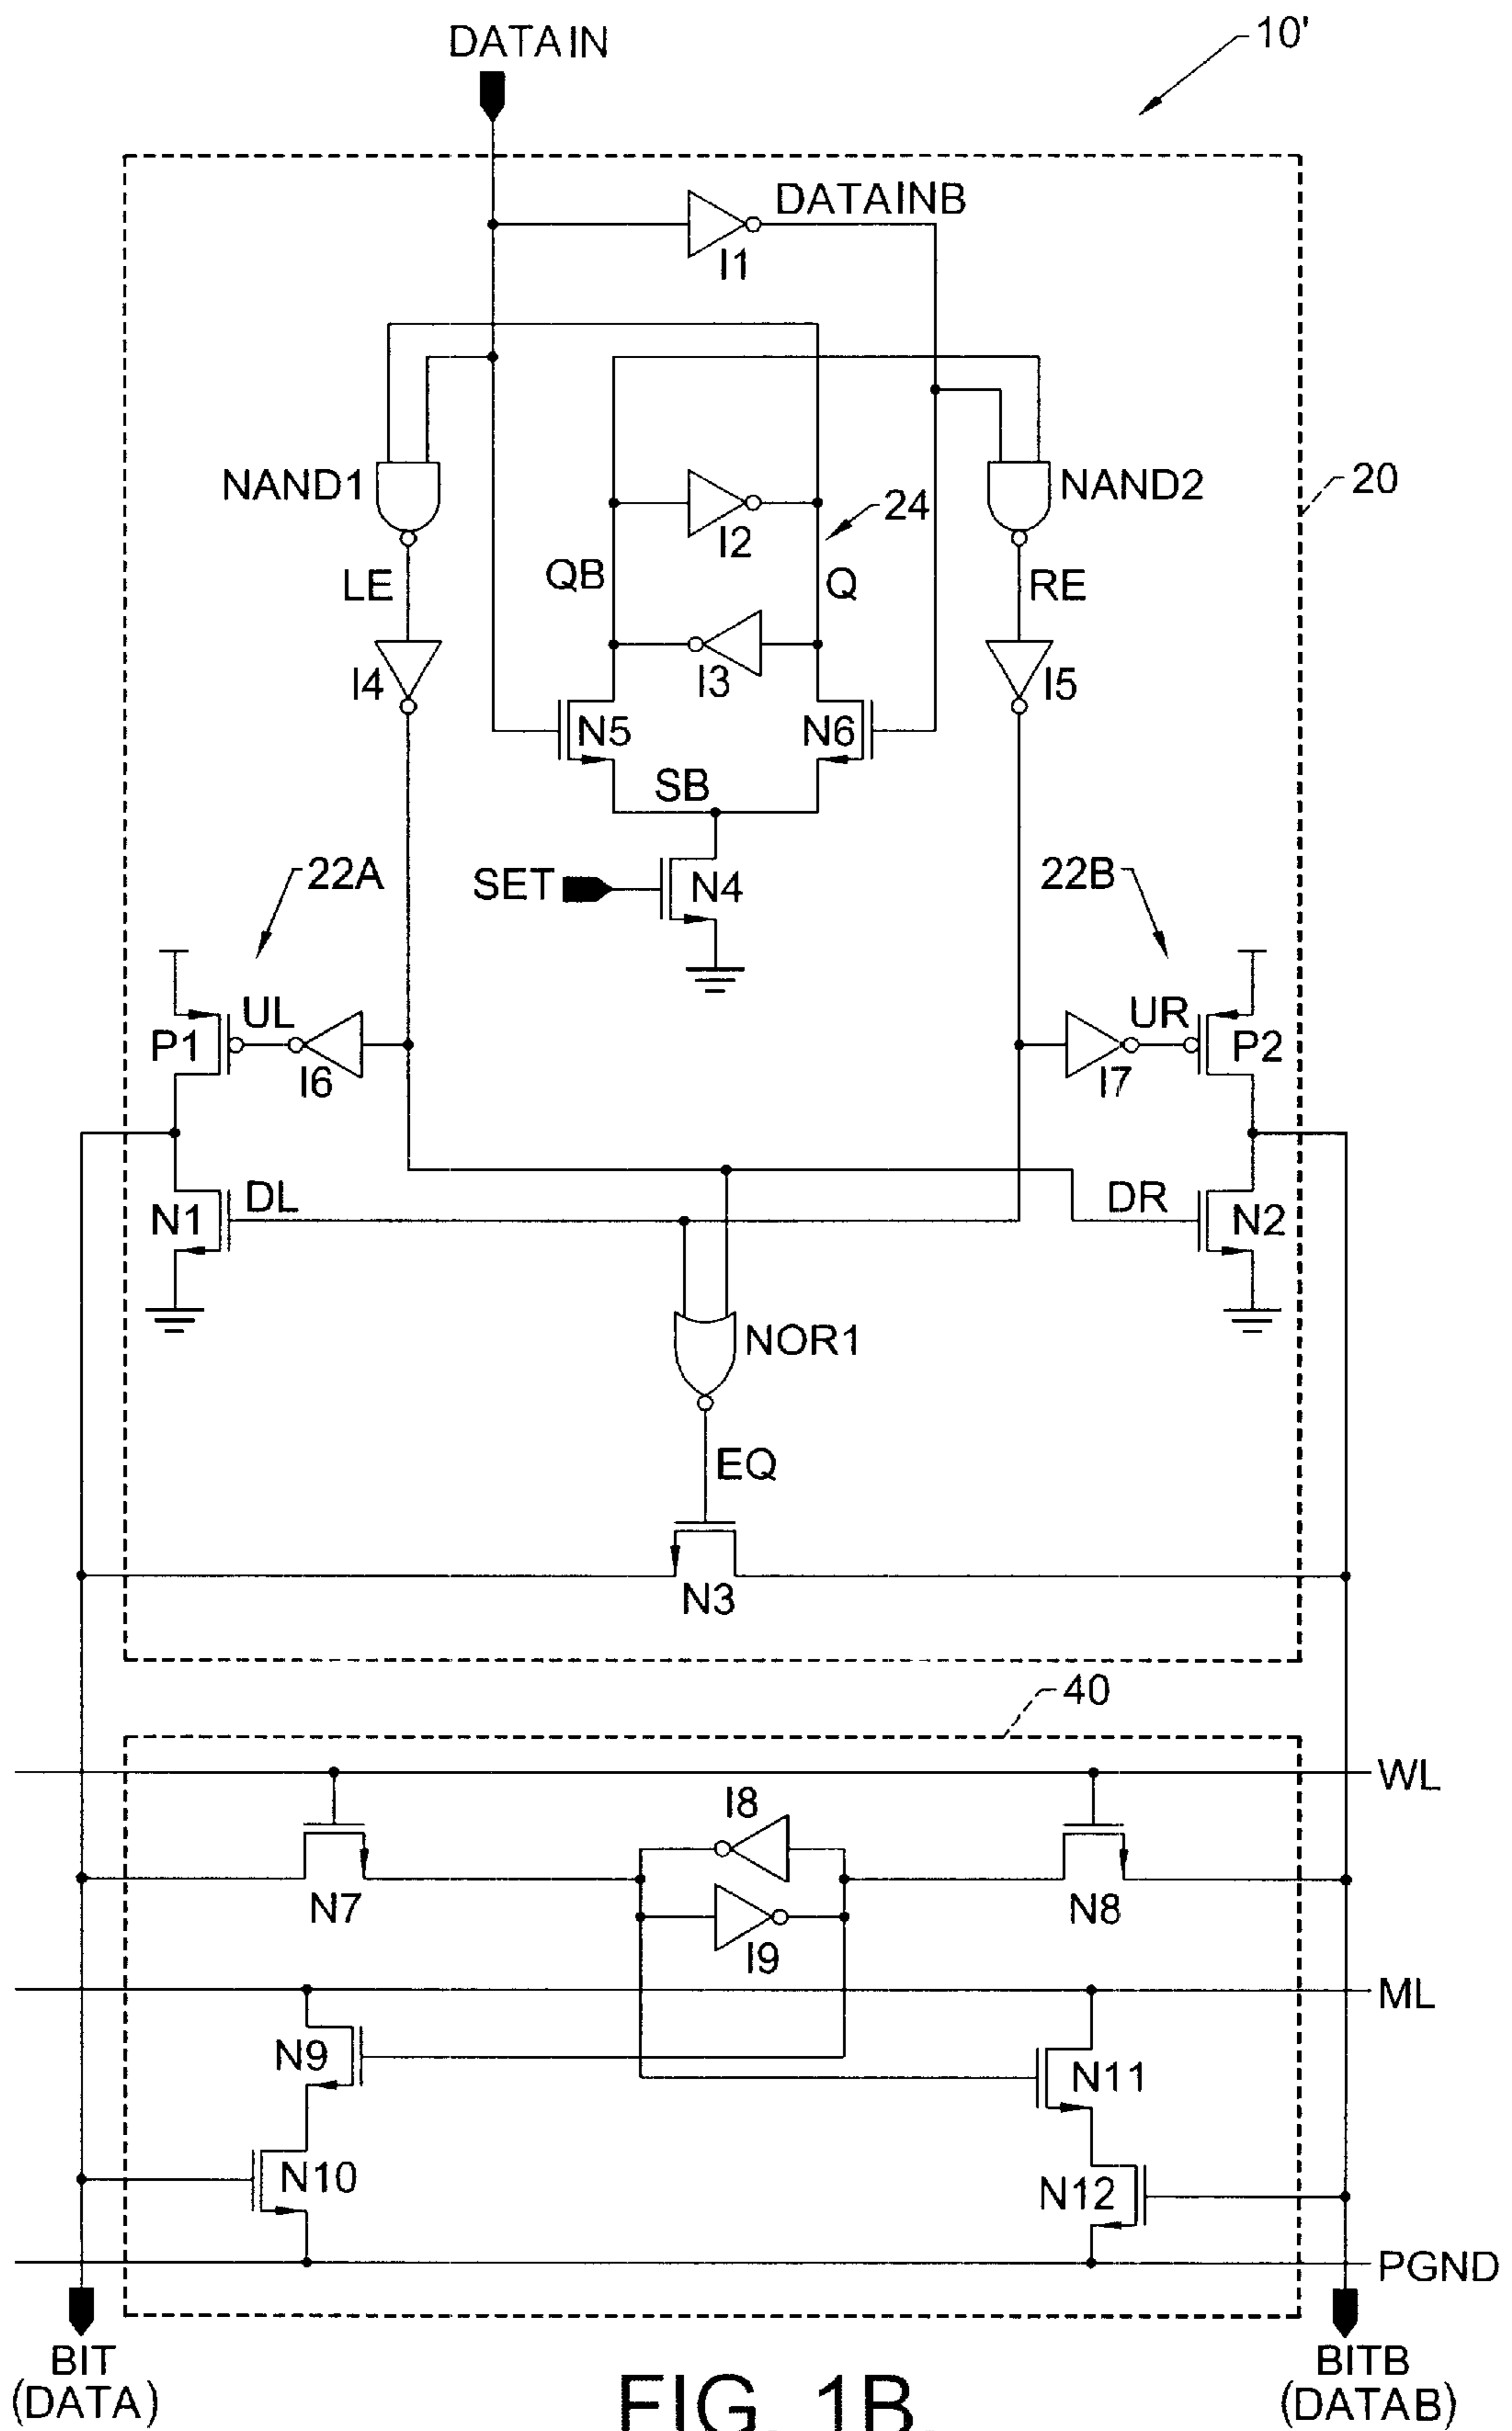 DATAIN
10'
DATAINB
I1
NAND1
NAND2
20
I2
24
QB
Q
LE
RE
I3
I4
I5
N5
N6
SB
22A
SET
N4
22B
UL
UR
P1
I6
I7
P2
N1
DL
DR
N2
NOR1
EQ
N3
40
WL
I8
N7
N8
I9
ML
N9
N11
N10
N12
PGND
BIT
(DATA)
BITB
(DATAB)
FIG. 1B.